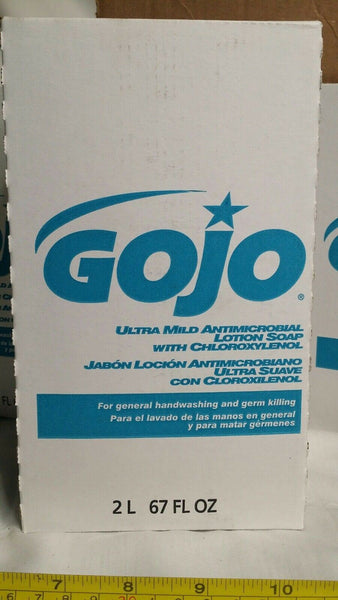 GOJO®
ULTRA MILD ANTIMICROBIAL
LOTION SOAP
WITH CHLOROXYLENOL
JABÓN LOCIÓN ANTIMICROBIANO
ULTRA SUAVE
CON CLOROXILENOL
For general handwashing and germ killing
Para el lavado de las manos en general
y para matar gérmenes
2 L 67 FL OZ
7 8 9 10